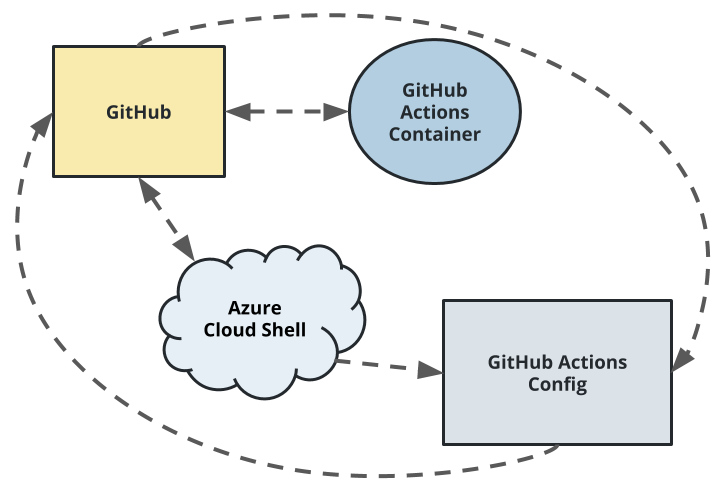 GitHub
GitHub
Actions
Container
Azure
Cloud Shell
GitHub Actions
Config